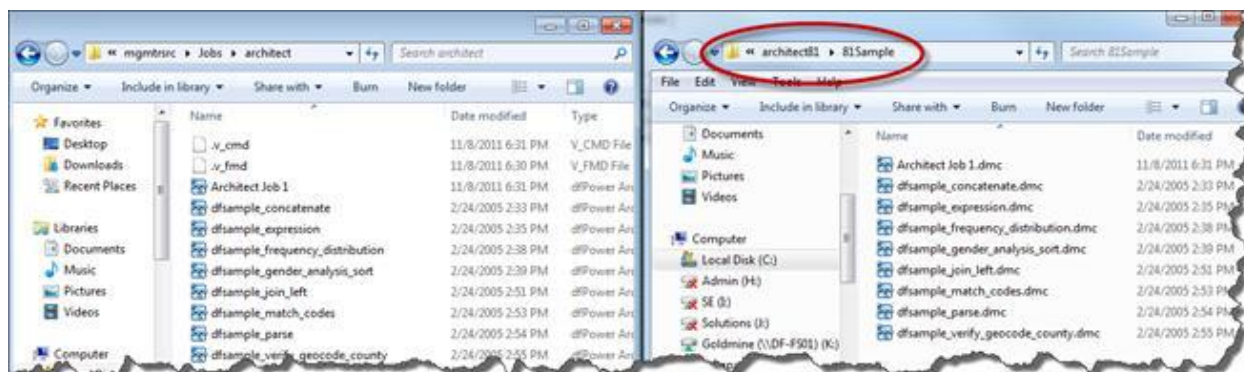 « mgmtrsrc ▸ Jobs ▸ architect
Search architect
Organize
Include in library
Share with
Burn
New folder
Favorites
Desktop
Downloads
Recent Places
Libraries
Documents
Music
Pictures
Videos
Computer
Name Date modified Type
.v_cmd 11/8/2011 6:31 PM V_CMD File
.v_fmd 11/8/2011 6:30 PM V_FMD File
Architect Job 1 11/8/2011 6:31 PM dfPower Arc
dfsample_concatenate 2/24/2005 2:33 PM dfPower Arc
dfsample_expression 2/24/2005 2:35 PM dfPower Arc
dfsample_frequency_distribution 2/24/2005 2:38 PM dfPower Arc
dfsample_gender_analysis_sort 2/24/2005 2:39 PM dfPower Arc
dfsample_join_left 2/24/2005 2:51 PM dfPower Arc
dfsample_match_codes 2/24/2005 2:53 PM dfPower Arc
dfsample_parse 2/24/2005 2:54 PM dfPower Arc
dfsample_verify_geocode_county 2/24/2005 2:55 PM dfPower Arc
« architect81 ▸ 81Sample
Search 81Sample
File Edit View Tools Help
Organize
Include in library
Share with
Burn
New folder
Documents
Music
Pictures
Videos
Computer
Local Disk (C:)
Admin (H:)
SE (I:)
Solutions (J:)
Goldmine (\\DF-FS01) (K:)
Name Date modified
Architect Job 1.dmc 11/8/2011 6:31 PM
dfsample_concatenate.dmc 2/24/2005 2:33 PM
dfsample_expression.dmc 2/24/2005 2:35 PM
dfsample_frequency_distribution.dmc 2/24/2005 2:38 PM
dfsample_gender_analysis_sort.dmc 2/24/2005 2:39 PM
dfsample_join_left.dmc 2/24/2005 2:51 PM
dfsample_match_codes.dmc 2/24/2005 2:53 PM
dfsample_parse.dmc 2/24/2005 2:54 PM
dfsample_verify_geocode_county.dmc 2/24/2005 2:55 PM